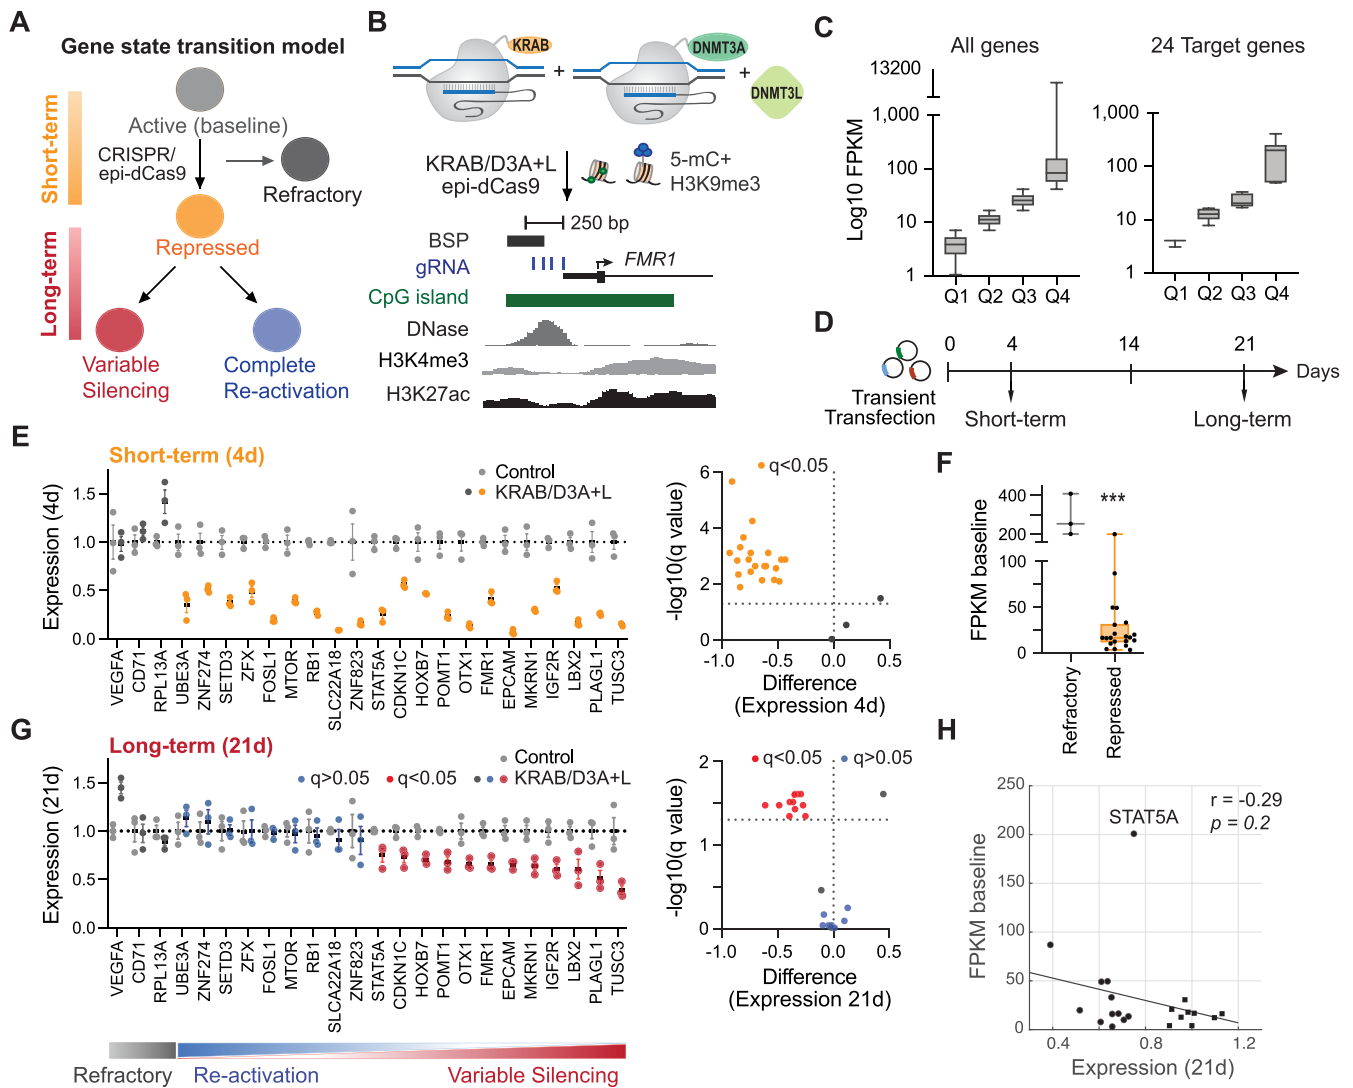 A
Gene state transition model
Short-term
Long-term
Active (baseline)
CRISPR/
epi-dCas9
Refractory
Repressed
Variable
Silencing
Complete
Re-activation
B
KRAB
+
DNMT3A
+
DNMT3L
KRAB/D3A+L
epi-dCas9
5-mC+
H3K9me3
250 bp
BSP
gRNA
FMR1
CpG island
DNase
H3K4me3
H3K27ac
C
All genes
24 Target genes
Log10 FPKM
13200
1,000
100
10
1
Q1 Q2 Q3 Q4
1,000
100
10
1
Q1 Q2 Q3 Q4
D
0 4 14 21
Days
Transient
Transfection
Short-term
Long-term
E
Short-term (4d)
Control
KRAB/D3A+L
Expression (4d)
1.5
1.0
0.5
0.0
VEGFA
CD71
RPL13A
UBE3A
ZNF274
SETD3
ZFX
FOSL1
MTOR
RB1
SLC22A18
ZNF823
STAT5A
CDKN1C
HOXB7
POMT1
OTX1
FMR1
EPCAM
MKRN1
IGF2R
LBX2
PLAGL1
TUSC3
q<0.05
-log10(q value)
6
4
2
0
-1.0 -0.5 0.0 0.5
Difference
(Expression 4d)
F
FPKM baseline
400
200
100
50
0
***
Refractory
Repressed
G
Long-term (21d)
Control
q>0.05
q<0.05
KRAB/D3A+L
Expression (21d)
1.5
1.0
0.5
0.0
VEGFA
CD71
RPL13A
UBE3A
ZNF274
SETD3
ZFX
FOSL1
MTOR
RB1
SLCA22A18
ZNF823
STAT5A
CDKN1C
HOXB7
POMT1
OTX1
FMR1
EPCAM
MKRN1
IGF2R
LBX2
PLAGL1
TUSC3
Refractory
Re-activation
Variable Silencing
q<0.05
q>0.05
-log10(q value)
2
1
0
-1.0 -0.5 0.0 0.5
Difference
(Expression 21d)
H
FPKM baseline
250
200
150
100
50
0
STAT5A
r = -0.29
p = 0.2
0.4 0.8 1.2
Expression (21d)